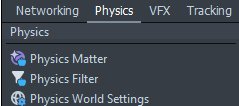 Networking Physics VFX Tracking
Physics
Physics Matter
Physics Filter
Physics World Settings